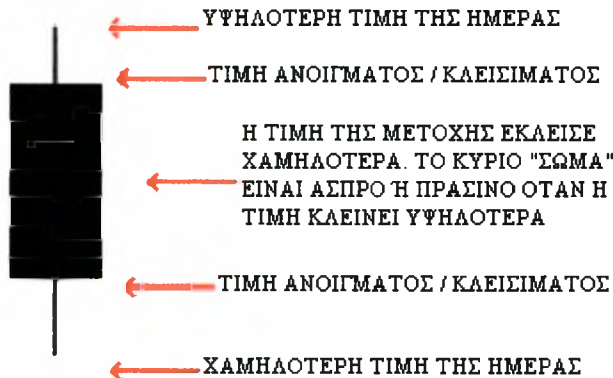 ΥΨΗΛΟΤΕΡΗ ΤΙΜΗ ΤΗΣ ΗΜΕΡΑΣ
ΤΙΜΗ ΑΝΟΙΓΜΑΤΟΣ / ΚΛΕΙΣΙΜΑΤΟΣ
Η ΤΙΜΗ ΤΗΣ ΜΕΤΟΧΗΣ ΕΚΛΕΙΣΕ
ΧΑΜΗΛΟΤΕΡΑ. ΤΟ ΚΥΡΙΟ "ΣΩΜΑ"
ΕΙΝΑΙ ΑΣΠΡΟ Ή ΠΡΑΣΙΝΟ ΟΤΑΝ Η
ΤΙΜΗ ΚΛΕΙΝΕΙ ΥΨΗΛΟΤΕΡΑ
ΤΙΜΗ ΑΝΟΙΓΜΑΤΟΣ / ΚΛΕΙΣΙΜΑΤΟΣ
ΧΑΜΗΛΟΤΕΡΗ ΤΙΜΗ ΤΗΣ ΗΜΕΡΑΣ